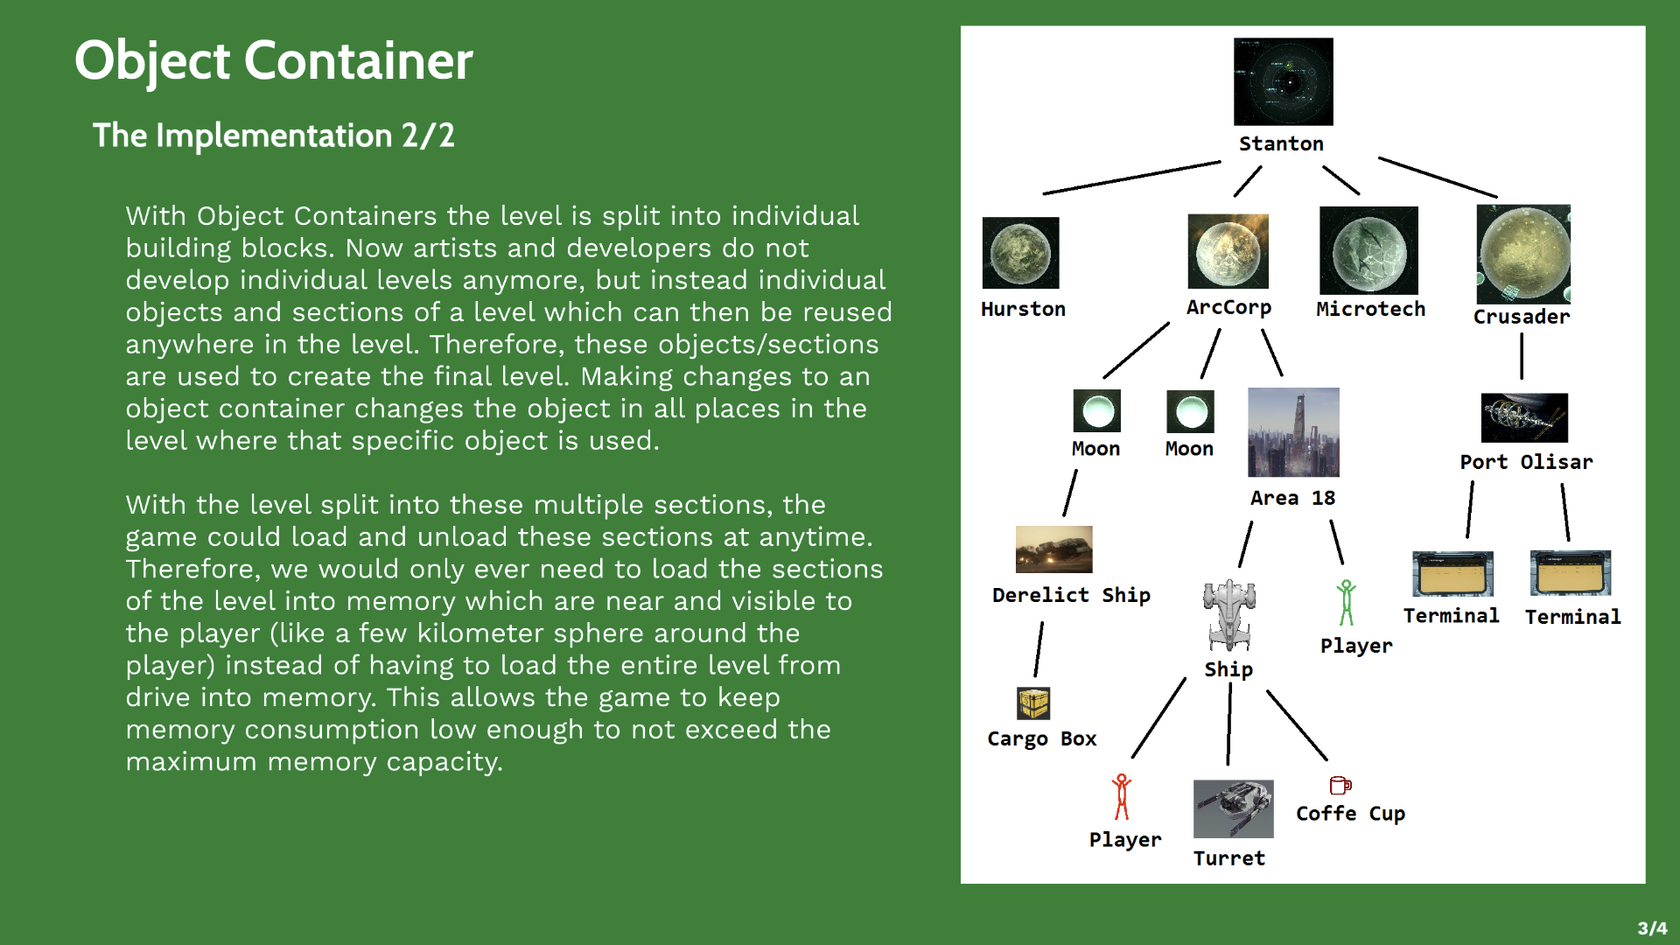 Object Container
The Implementation 2/2
With Object Containers the level is split into individual
building blocks. Now artists and developers do not
develop individual levels anymore, but instead individual
objects and sections of a level which can then be reused
anywhere in the level. Therefore, these objects/sections
are used to create the final level. Making changes to an
object container changes the object in all places in the
level where that specific object is used.
With the level split into these multiple sections, the
game could load and unload these sections at anytime.
Therefore, we would only ever need to load the sections
of the level into memory which are near and visible to
the player (like a few kilometer sphere around the
player) instead of having to load the entire level from
drive into memory. This allows the game to keep
memory consumption low enough to not exceed the
maximum memory capacity.
Stanton
Hurston
ArcCorp
Microtech
Crusader
Moon
Moon
Area 18
Port Olisar
Derelict Ship
Ship
Player
Terminal
Terminal
Cargo Box
Player
Turret
Coffe Cup
3/4